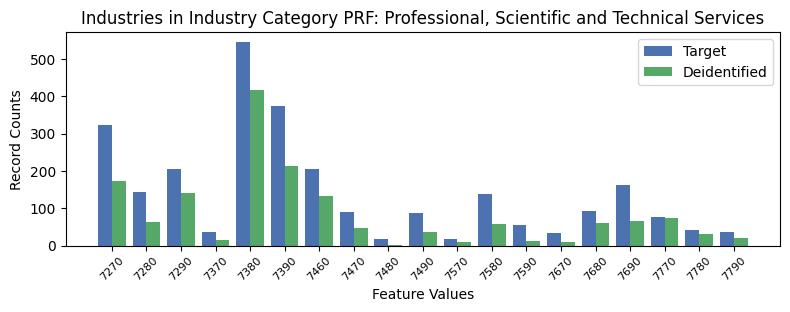 Industries in Industry Category PRF: Professional, Scientific and Technical Services
Target
Deidentified
Record Counts
500
400
300
200
100
0
7270 7280 7290 7370 7380 7390 7460 7470 7480 7490 7570 7580 7590 7670 7680 7690 7770 7780 7790
Feature Values